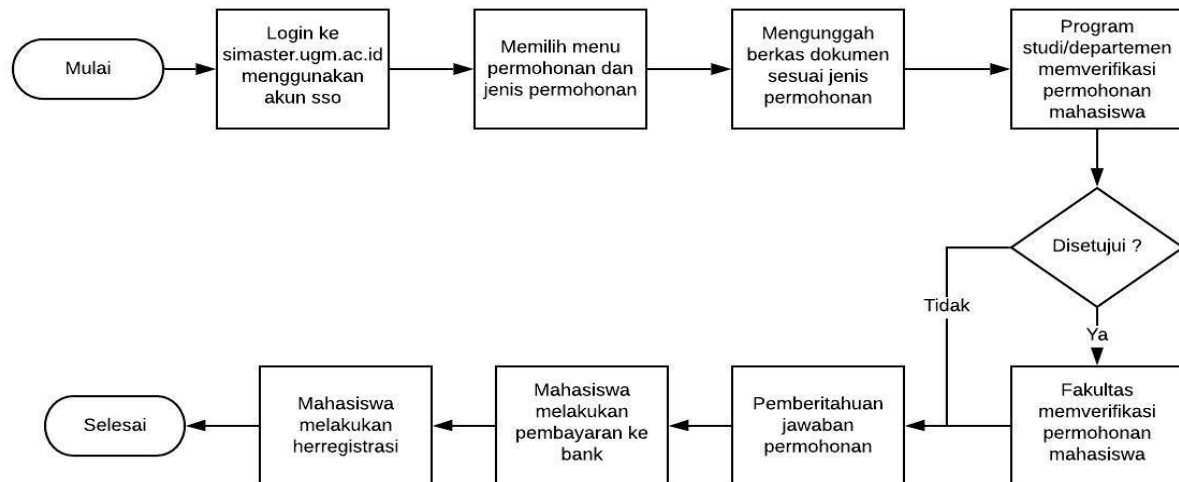 Mulai
Login ke
simaster.ugm.ac.id
menggunakan
akun sso
Memilih menu
permohonan dan
jenis permohonan
Mengunggah
berkas dokumen
sesuai jenis
permohonan
Program
studi/departemen
memverifikasi
permohonan
mahasiswa
Disetujui ?
Tidak
Ya
Fakultas
memverifikasi
permohonan
mahasiswa
Pemberitahuan
jawaban
permohonan
Mahasiswa
melakukan
pembayaran ke
bank
Mahasiswa
melakukan
herregistrasi
Selesai